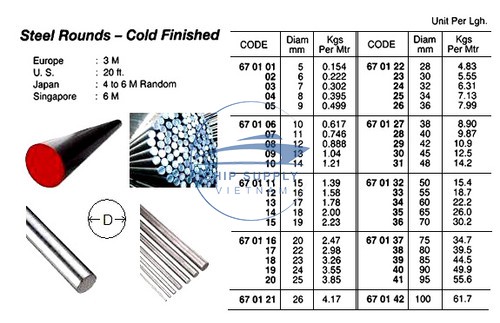 Unit Per Lgh.
Steel Rounds – Cold Finished
Europe : 3 M
U. S. : 20 ft.
Japan : 4 to 6 M Random
Singapore : 6 M
D
SHIP SUPPLY
VIETNAM
CODE Diam mm Kgs Per Mtr CODE Diam mm Kgs Per Mtr
67 01 01 5 0.154 67 01 22 28 4.83
02 6 0.222 23 30 5.55
03 7 0.302 24 32 6.31
04 8 0.395 25 34 7.13
05 9 0.499 26 36 7.99
67 01 06 10 0.617 67 01 27 38 8.90
07 11 0.746 28 40 9.87
08 12 0.888 29 42 10.9
09 13 1.04 30 45 12.5
10 14 1.21 31 48 14.2
67 01 11 15 1.39 67 01 32 50 15.4
12 16 1.58 33 55 18.7
13 17 1.78 34 60 22.2
14 18 2.00 35 65 26.0
15 19 2.23 36 70 30.2
67 01 16 20 2.47 67 01 37 75 34.7
17 22 2.98 38 80 39.5
18 23 3.26 39 85 44.5
19 24 3.55 40 90 49.9
20 25 3.85 41 95 55.6
67 01 21 26 4.17 67 01 42 100 61.7